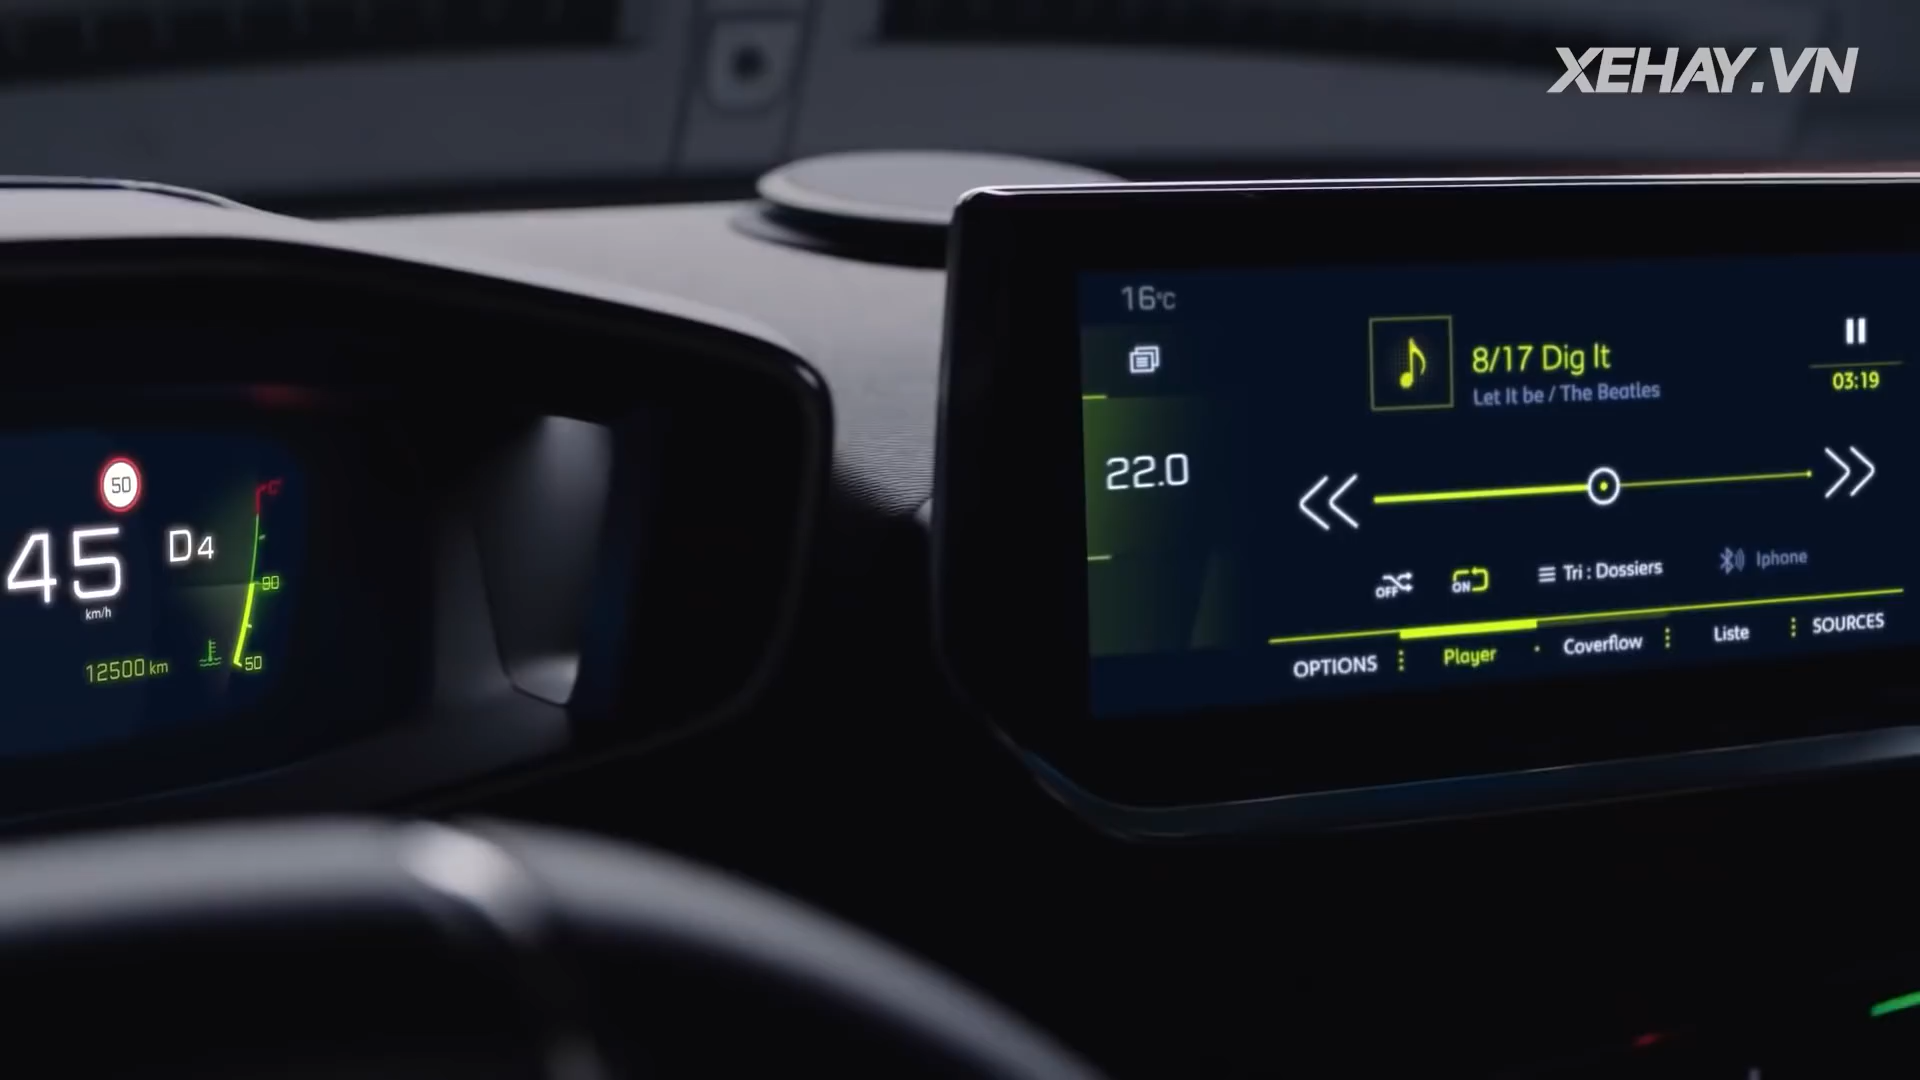 XEHAY.VN
50
45
km/h
D4
C°
90
50
12500 km
16°C
22.0
8/17 Dig It
Let It be / The Beatles
03:19
OFF
ON
Tri : Dossiers
Iphone
OPTIONS
Player
Coverflow
Liste
SOURCES